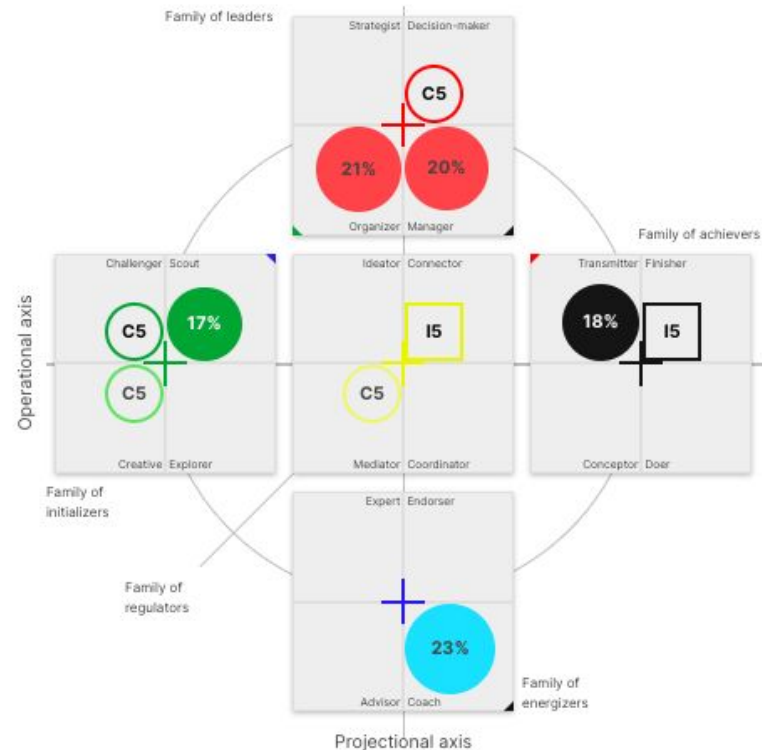 Family of leaders
Strategist Decision-maker
C5
21% 20%
Organizer Manager
Family of achievers
Challenger Scout
C5 17%
C5
Creative Explorer
Ideator Connector
I5
C5
Mediator Coordinator
Transmitter Finisher
18% I5
Conceptor Doer
Operational axis
Family of
initializers
Family of
regulators
Expert Endorser
23%
Advisor Coach
Family of
energizers
Projectional axis